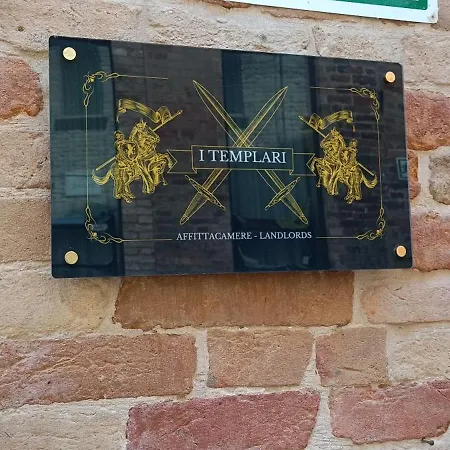 I TEMPLARI
AFFITTACAMERE - LANDLORDS